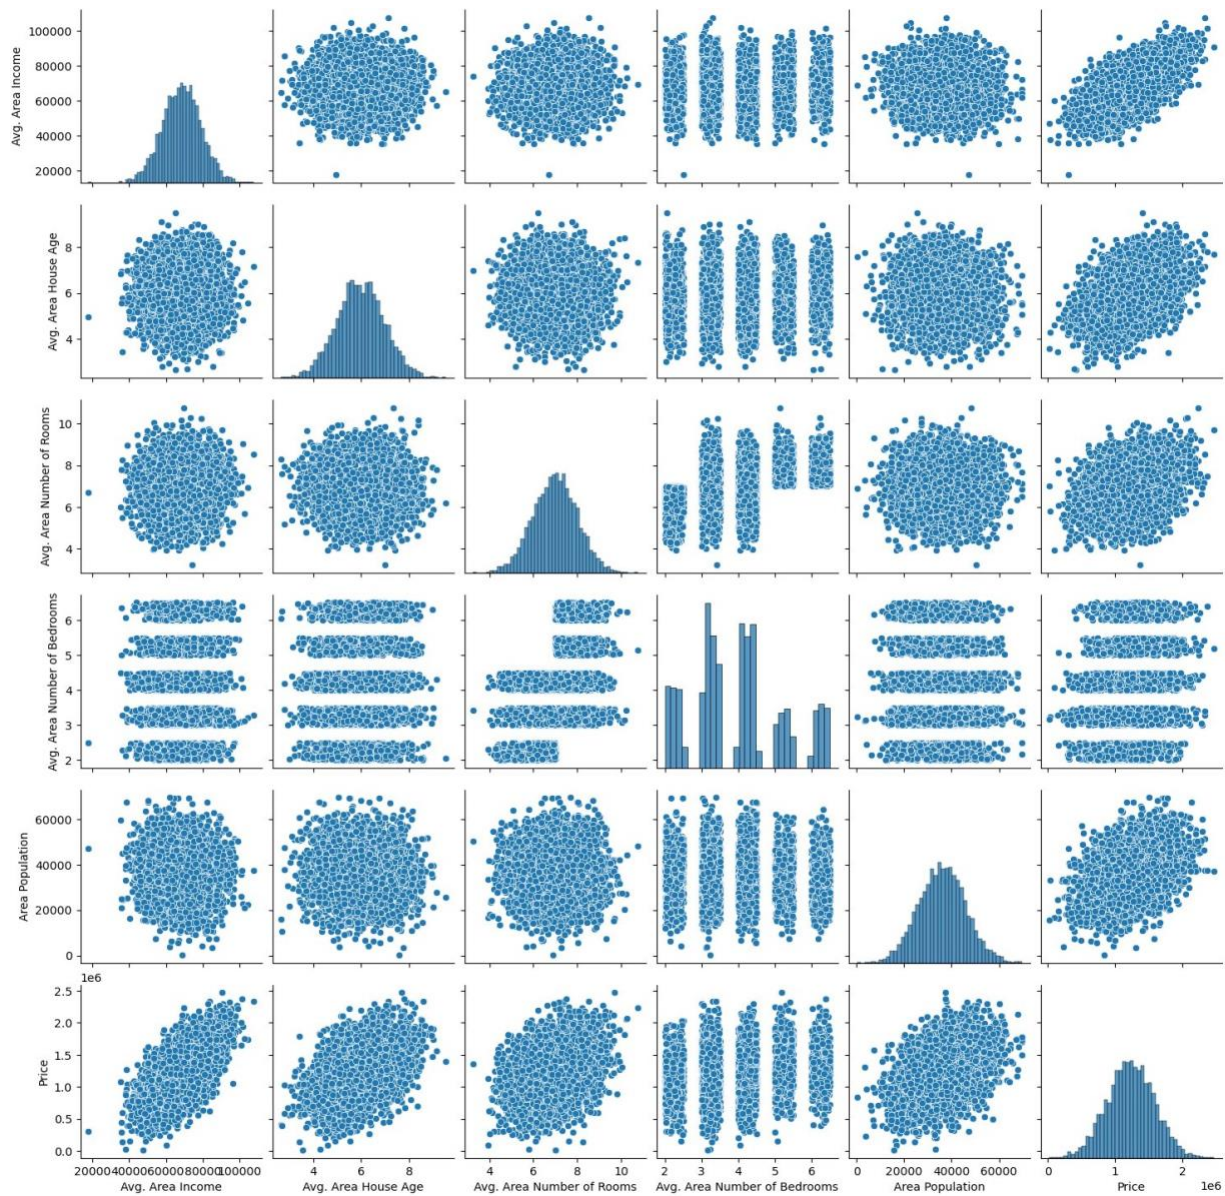 100000
80000
60000
40000
20000
Avg. Area Income
8
6
4
Avg. Area House Age
10
8
6
4
Avg. Area Number of Rooms
6
5
4
3
2
Avg. Area Number of Bedrooms
60000
40000
20000
0
Area Population
1e6
2.5
2.0
1.5
1.0
0.5
0.0
Price
20000 40000 60000 80000 100000
Avg. Area Income
4 6 8
Avg. Area House Age
4 6 8 10
Avg. Area Number of Rooms
2 3 4 5 6
Avg. Area Number of Bedrooms
0 20000 40000 60000
Area Population
0 1 2
1e6
Price